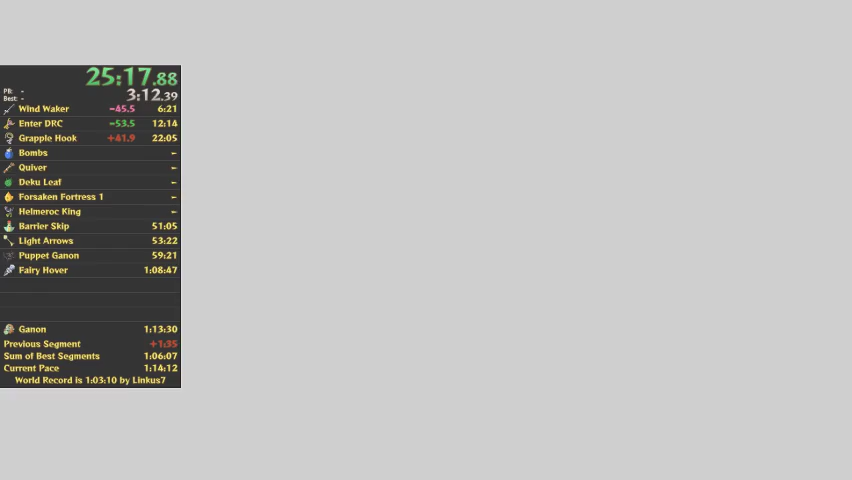 25:17.88
PB: -
3:12.39
Best: -
Wind Waker -45.5 6:21
Enter DRC -53.5 12:14
Grapple Hook +41.9 22:05
Bombs -
Quiver -
Deku Leaf -
Forsaken Fortress 1 -
Helmeroc King -
Barrier Skip 51:05
Light Arrows 53:22
Puppet Ganon 59:21
Fairy Hover 1:08:47
Ganon 1:13:30
Previous Segment +1:35
Sum of Best Segments 1:06:07
Current Pace 1:14:12
World Record is 1:03:10 by Linkus7